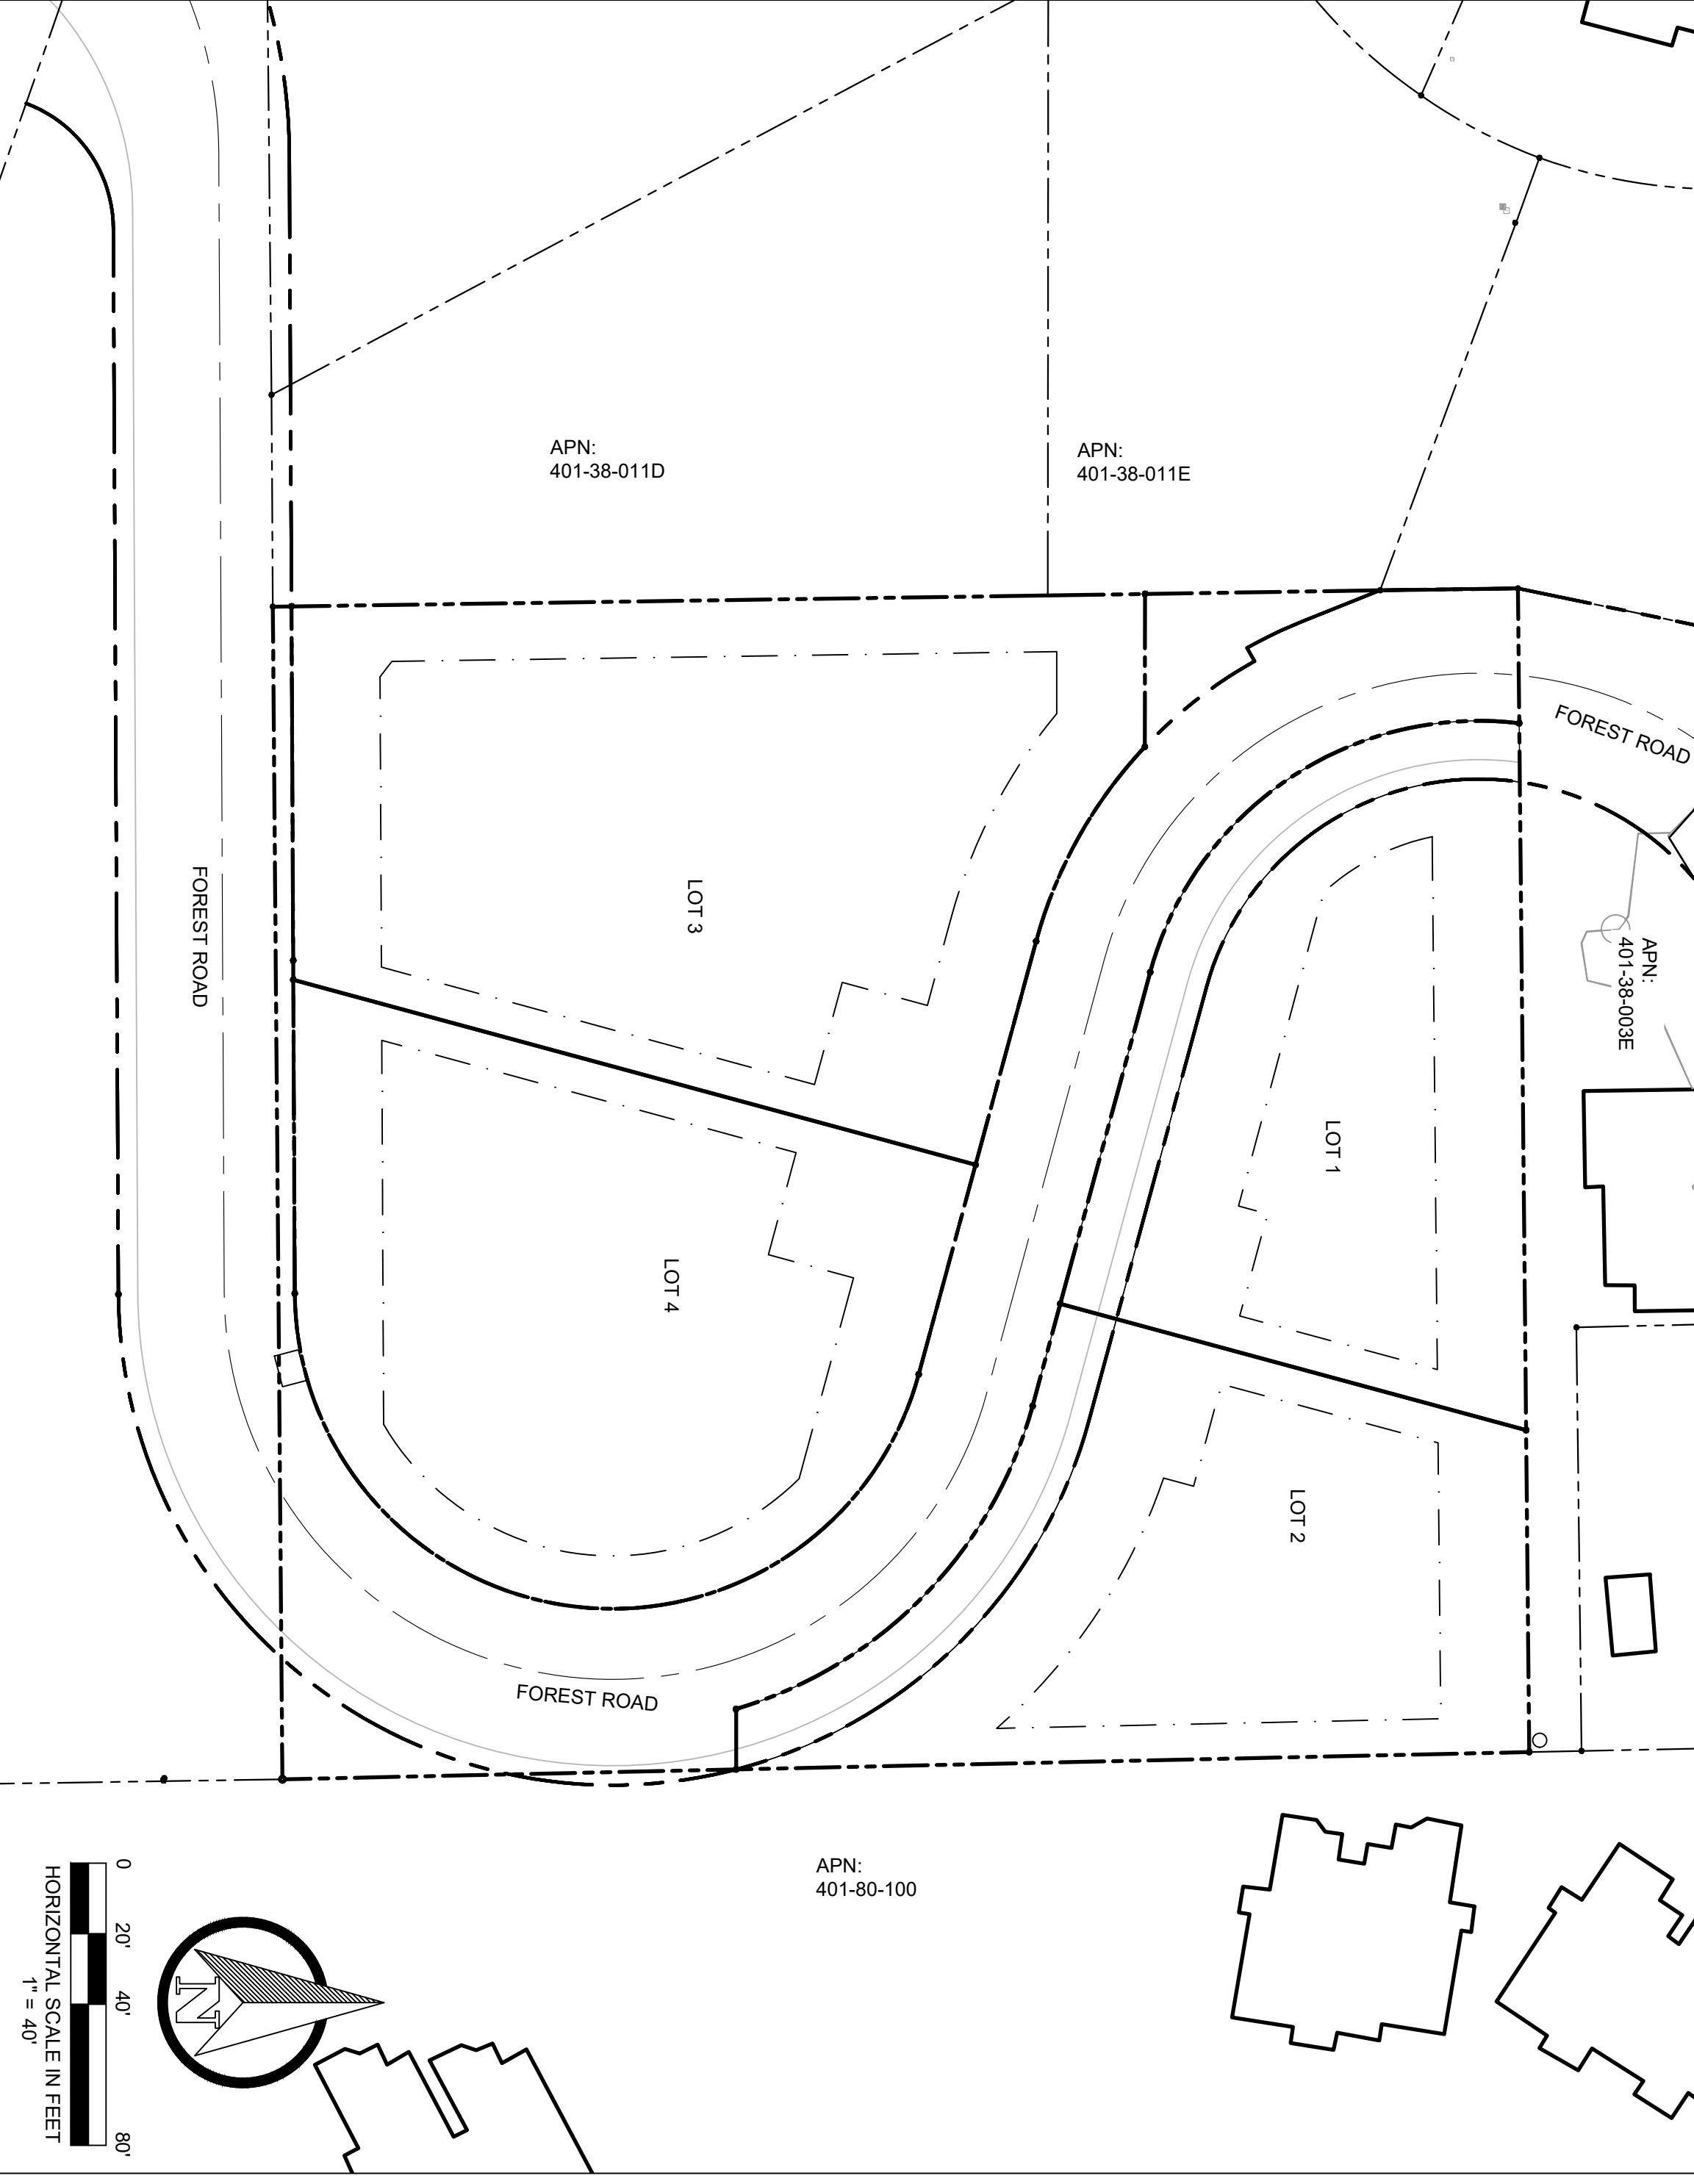 APN:
401-38-011D
APN:
401-38-011E
FOREST ROAD
FOREST ROAD
LOT 3
APN:
401-38-003E
LOT 1
LOT 4
LOT 2
FOREST ROAD
APN:
401-80-100
0
20'
40'
80'
HORIZONTAL SCALE IN FEET
1" = 40'
N